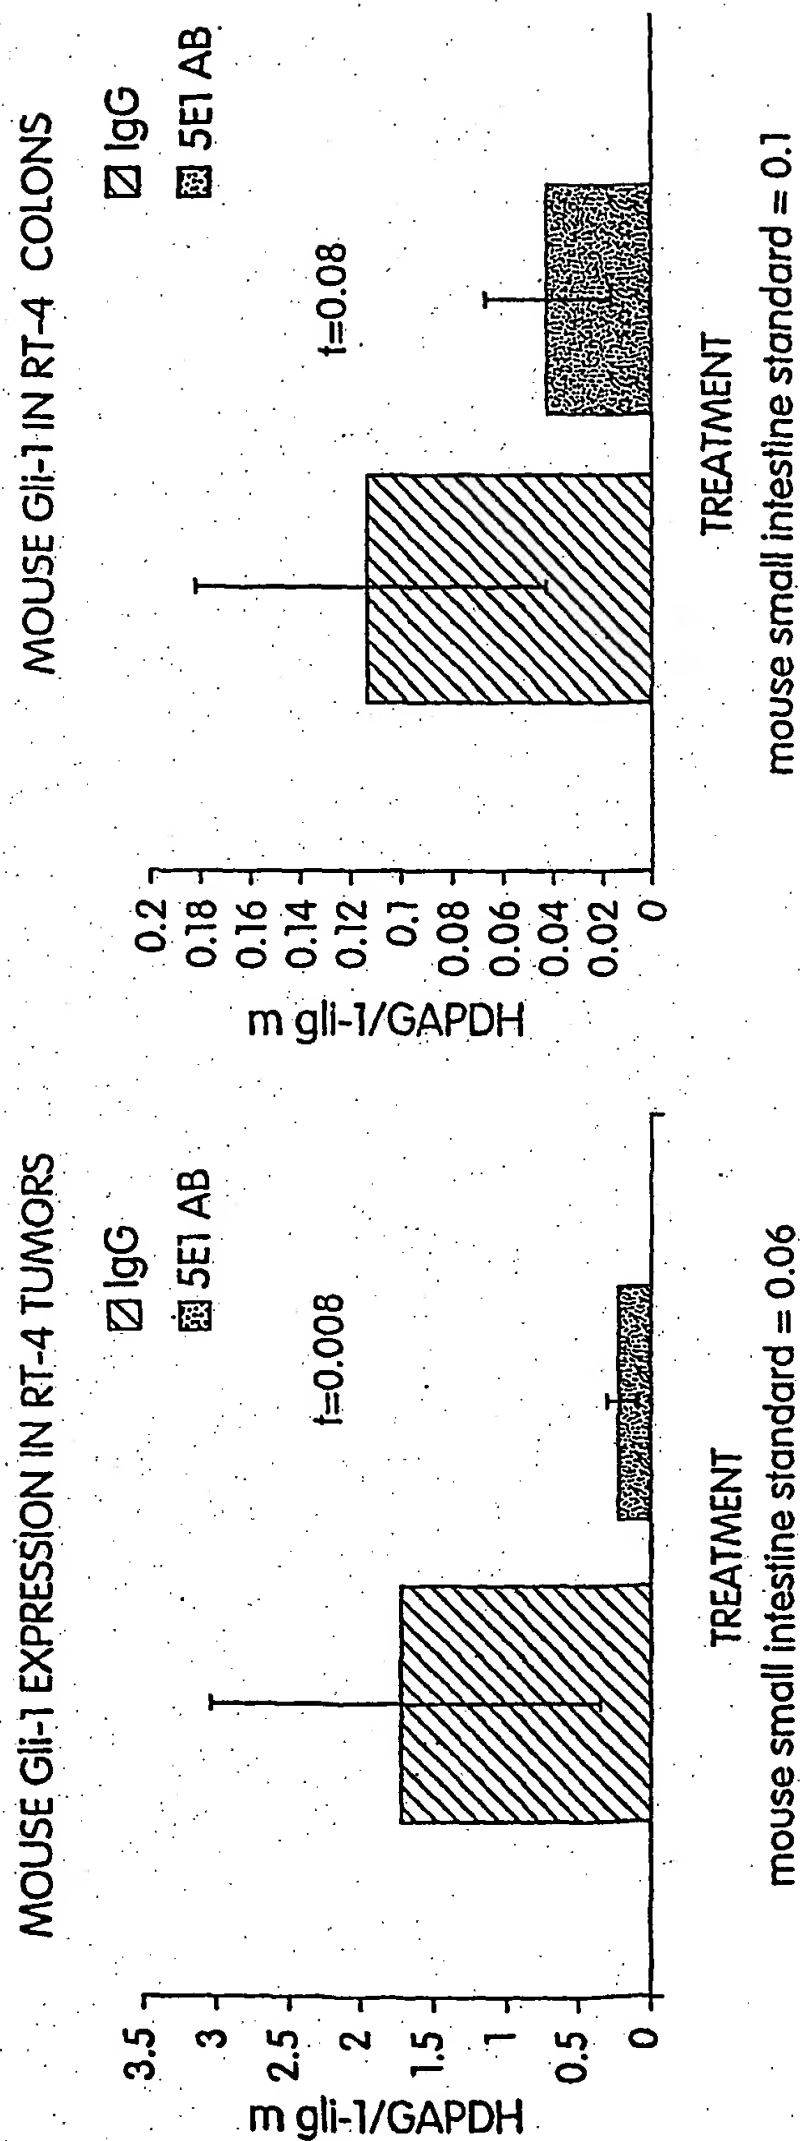 MOUSE Gli-1 EXPRESSION IN RT-4 TUMORS
IgG
5E1 AB
t=0.008
3.5
3
2.5
2
1.5
1
0.5
0
m gli-1/GAPDH
TREATMENT
mouse small intestine standard = 0.06
MOUSE Gli-1 IN RT-4 COLONS
IgG
5E1 AB
t=0.08
0.2
0.18
0.16
0.14
0.12
0.1
0.08
0.06
0.04
0.02
0
m gli-1/GAPDH
TREATMENT
mouse small intestine standard = 0.1